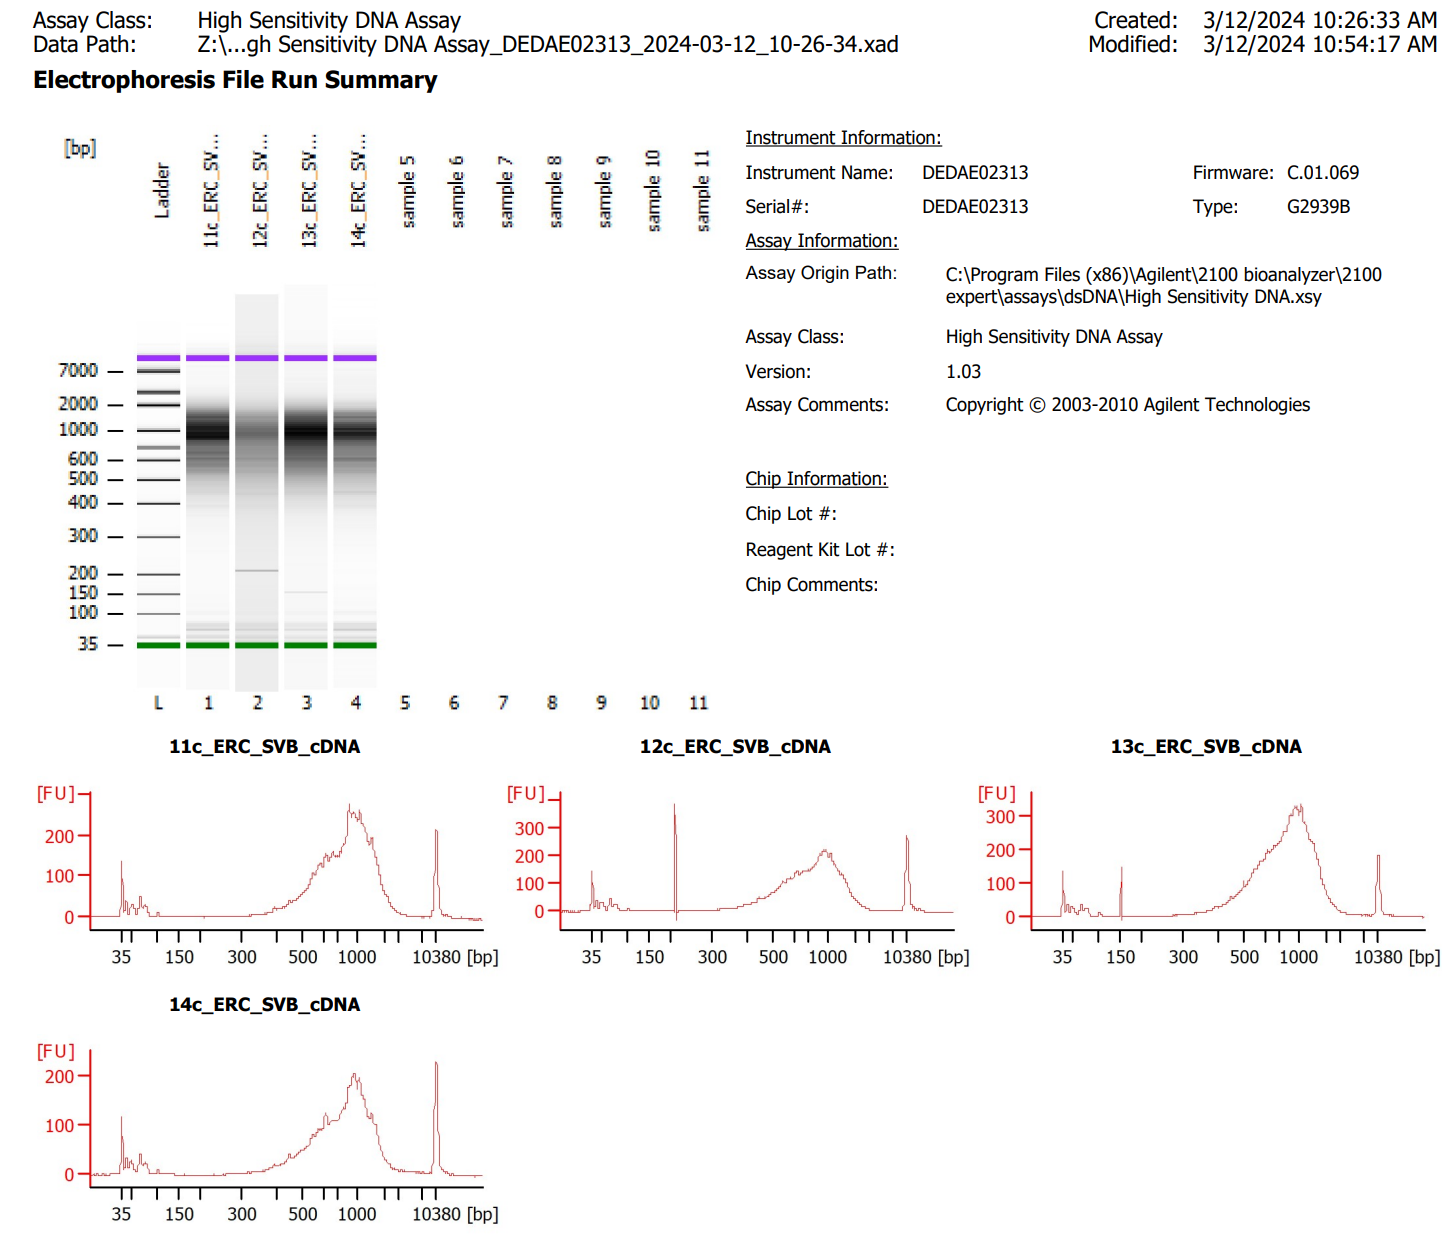 Assay Class: High Sensitivity DNA Assay Created: 3/12/2024 10:26:33 AM
Data Path: Z:\...gh Sensitivity DNA Assay_DEDAE02313_2024-03-12_10-26-34.xad Modified: 3/12/2024 10:54:17 AM
Electrophoresis File Run Summary
[bp]
Ladder
11c_ERC_SV...
12c_ERC_SV...
13c_ERC_SV...
14c_ERC_SV...
sample 5
sample 6
sample 7
sample 8
sample 9
sample 10
sample 11
7000
2000
1000
600
500
400
300
200
150
100
35
L 1 2 3 4 5 6 7 8 9 10 11
Instrument Information:
Instrument Name: DEDAE02313 Firmware: C.01.069
Serial#: DEDAE02313 Type: G2939B
Assay Information:
Assay Origin Path: C:\Program Files (x86)\Agilent\2100 bioanalyzer\2100
expert\assays\dsDNA\High Sensitivity DNA.xsy
Assay Class: High Sensitivity DNA Assay
Version: 1.03
Assay Comments: Copyright © 2003-2010 Agilent Technologies
Chip Information:
Chip Lot #:
Reagent Kit Lot #:
Chip Comments:
11c_ERC_SVB_cDNA
[FU]
200
100
0
35 150 300 500 1000 10380 [bp]
12c_ERC_SVB_cDNA
[FU]
300
200
100
0
35 150 300 500 1000 10380 [bp]
13c_ERC_SVB_cDNA
[FU]
300
200
100
0
35 150 300 500 1000 10380 [bp]
14c_ERC_SVB_cDNA
[FU]
200
100
0
35 150 300 500 1000 10380 [bp]